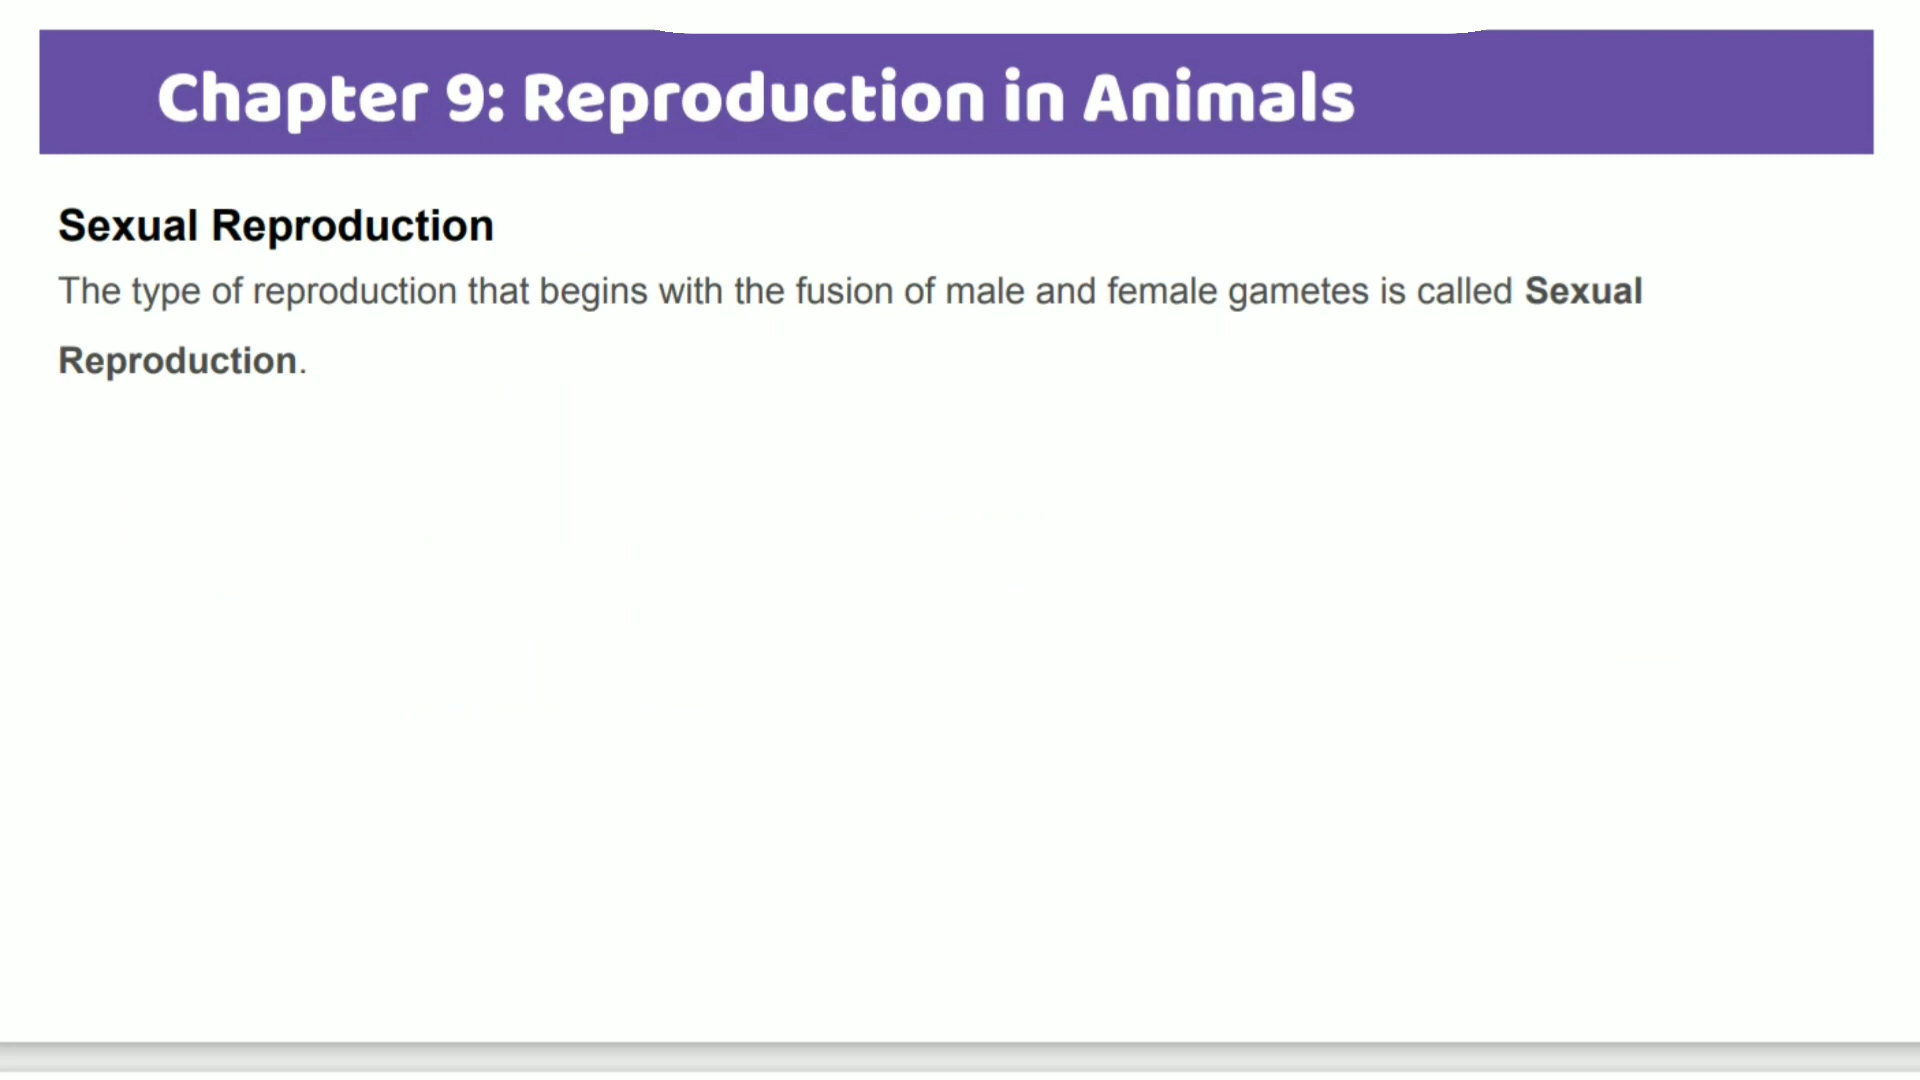 Chapter 9: Reproduction in Animals
Sexual Reproduction
The type of reproduction that begins with the fusion of male and female gametes is called Sexual
Reproduction.